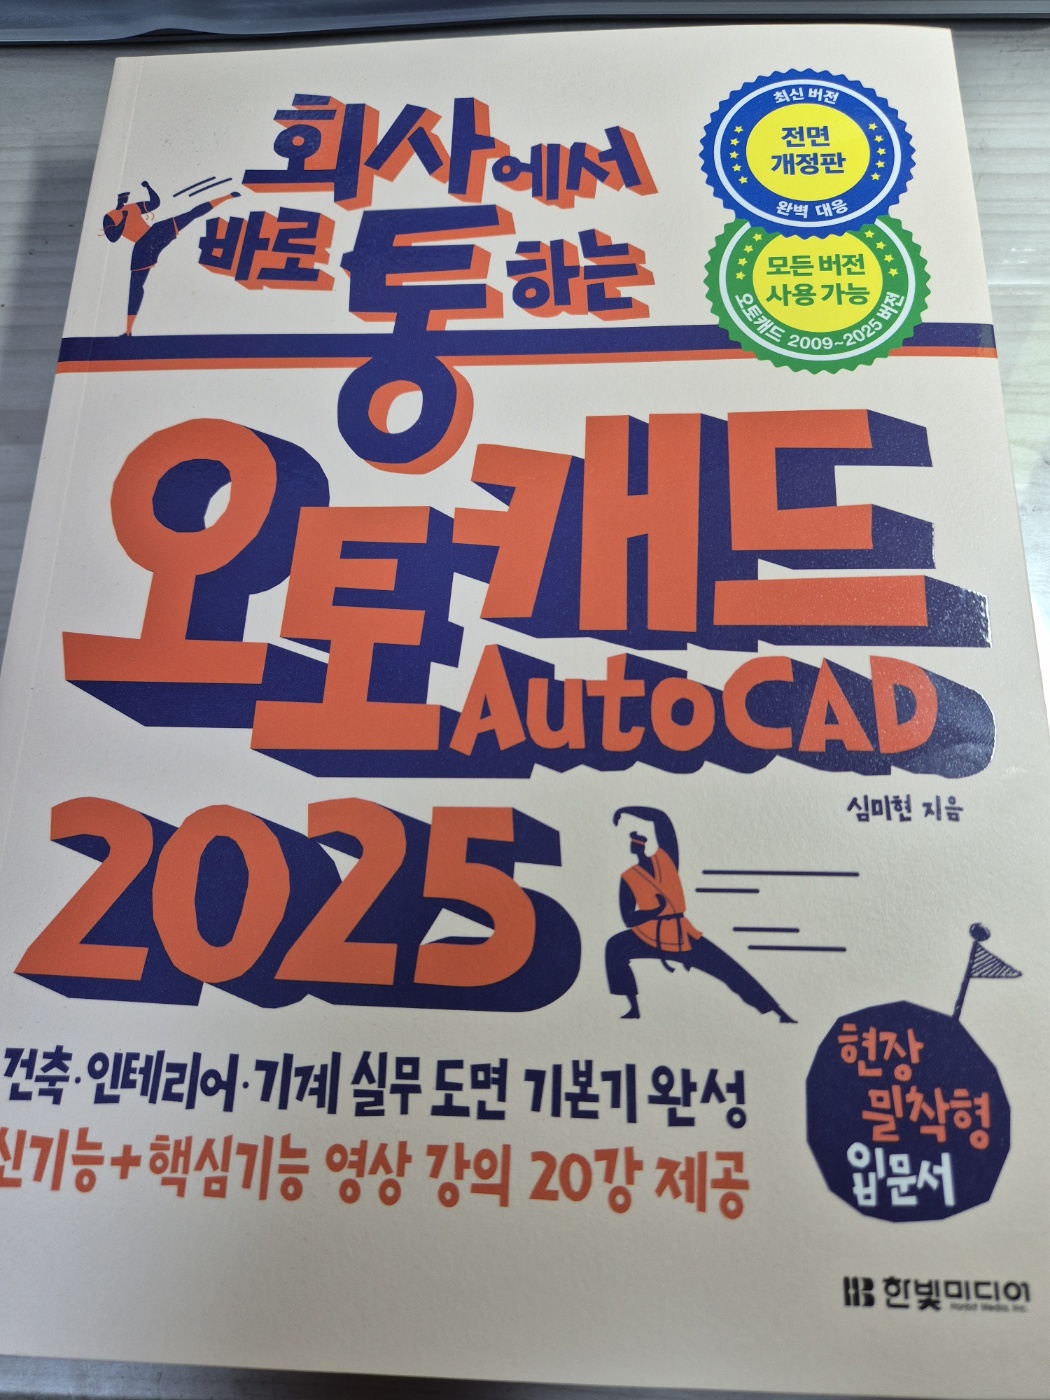 회사에서
바로 통하는
최신 버전
전면
개정판
완벽 대응
모든 버전
사용 가능
오토캐드 2009~2025 버전
오토캐드
AutoCAD
2025
심미현 지음
건축·인테리어·기계 실무 도면 기본기 완성
신기능+핵심기능 영상 강의 20강 제공
현장
밀착형
입문서
HB 한빛미디어
Hanbit Media, Inc.